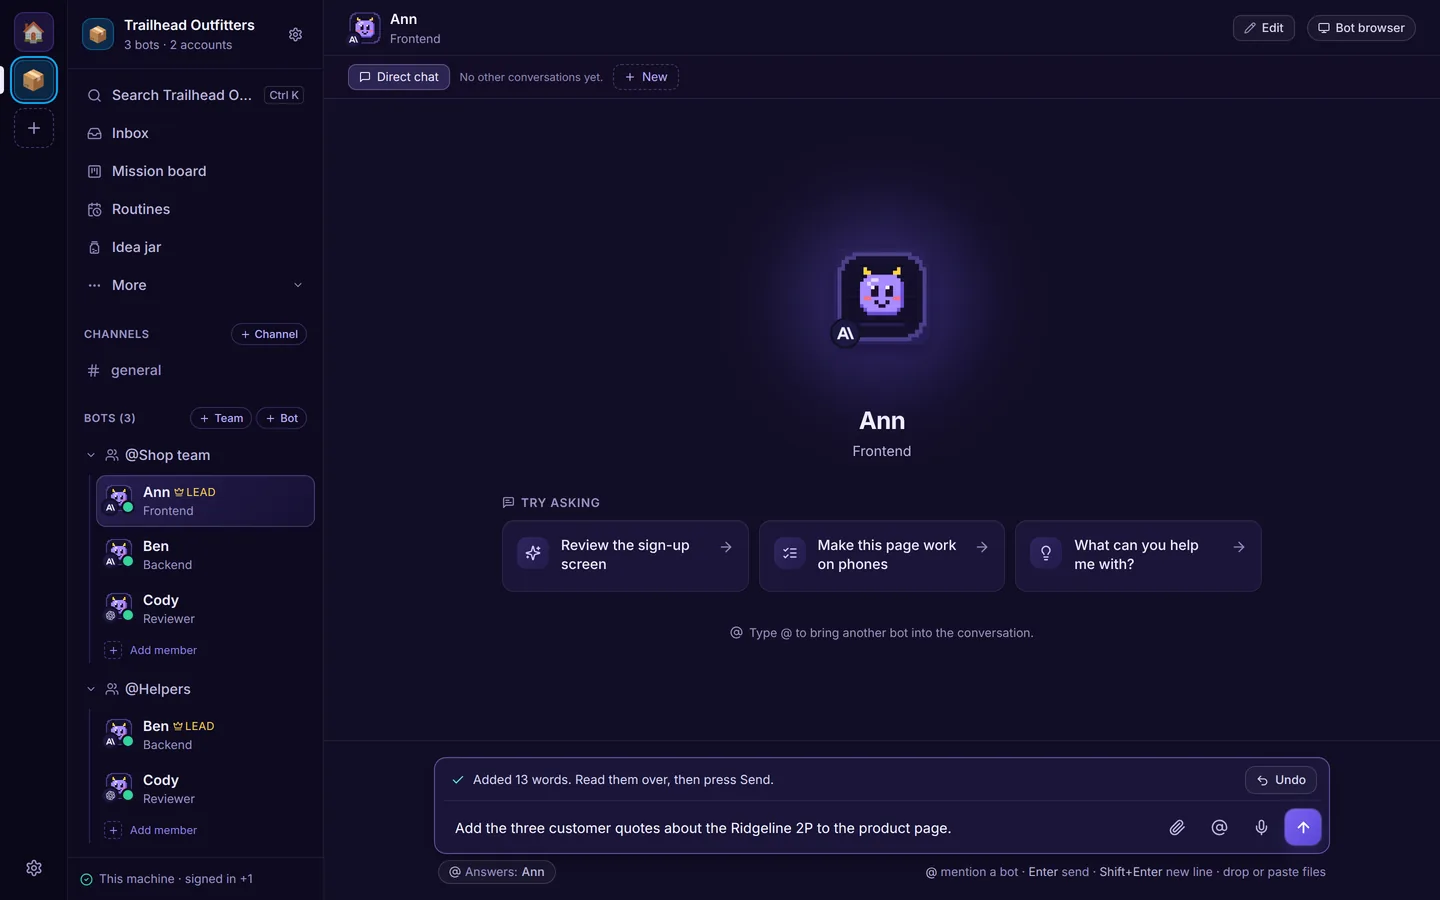 Trailhead Outfitters
3 bots · 2 accounts
Search Trailhead O...
Ctrl K
Inbox
Mission board
Routines
Idea jar
More
CHANNELS
+ Channel
# general
BOTS (3)
+ Team
+ Bot
@Shop team
Ann LEAD
Frontend
Ben
Backend
Cody
Reviewer
+ Add member
@Helpers
Ben LEAD
Backend
Cody
Reviewer
+ Add member
This machine · signed in +1
Ann
Frontend
Edit
Bot browser
Direct chat
No other conversations yet.
+ New
Ann
Frontend
TRY ASKING
Review the sign-up
screen
Make this page work
on phones
What can you help
me with?
@ Type @ to bring another bot into the conversation.
Added 13 words. Read them over, then press Send.
Undo
Add the three customer quotes about the Ridgeline 2P to the product page.
@ Answers: Ann
@ mention a bot · Enter send · Shift+Enter new line · drop or paste files